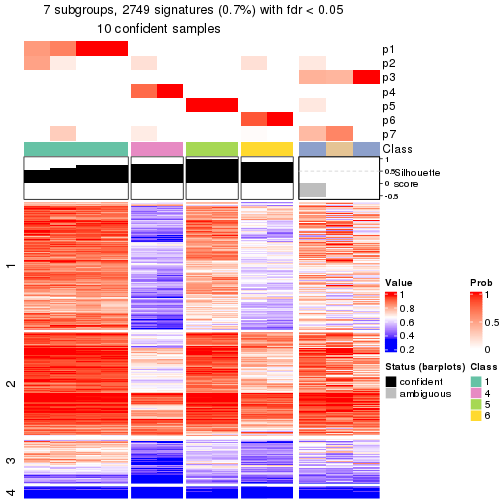 7 subgroups, 2749 signatures (0.7%) with fdr < 0.05
10 confident samples
p1
p2
p3
p4
p5
p6
p7
Class
1
0.5
0
-0.5
Silhouette
score
1
2
3
4
Value
1
0.8
0.6
0.4
0.2
Prob
1
0.5
0
Status (barplots)
confident
ambiguous
Class
1
4
5
6